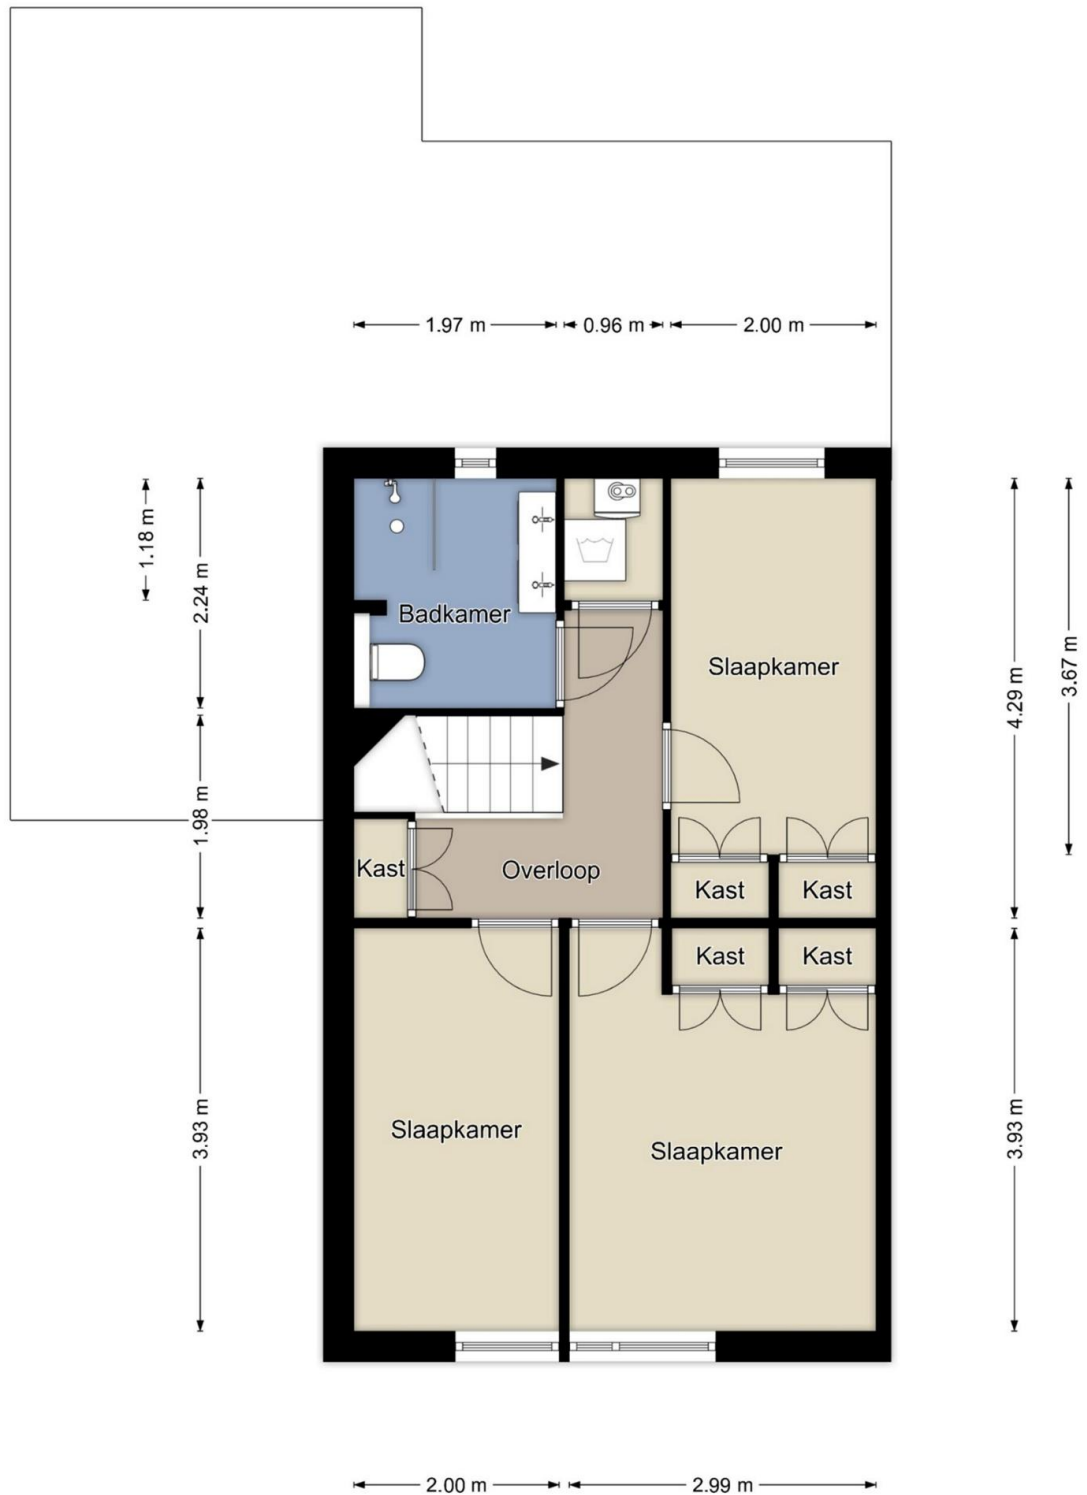 1.97 m
0.96 m
2.00 m
1.18 m
2.24 m
Badkamer
Slaapkamer
4.29 m
3.67 m
1.98 m
Kast
Overloop
Kast
Kast
Kast
Kast
3.93 m
Slaapkamer
Slaapkamer
3.93 m
2.00 m
2.99 m